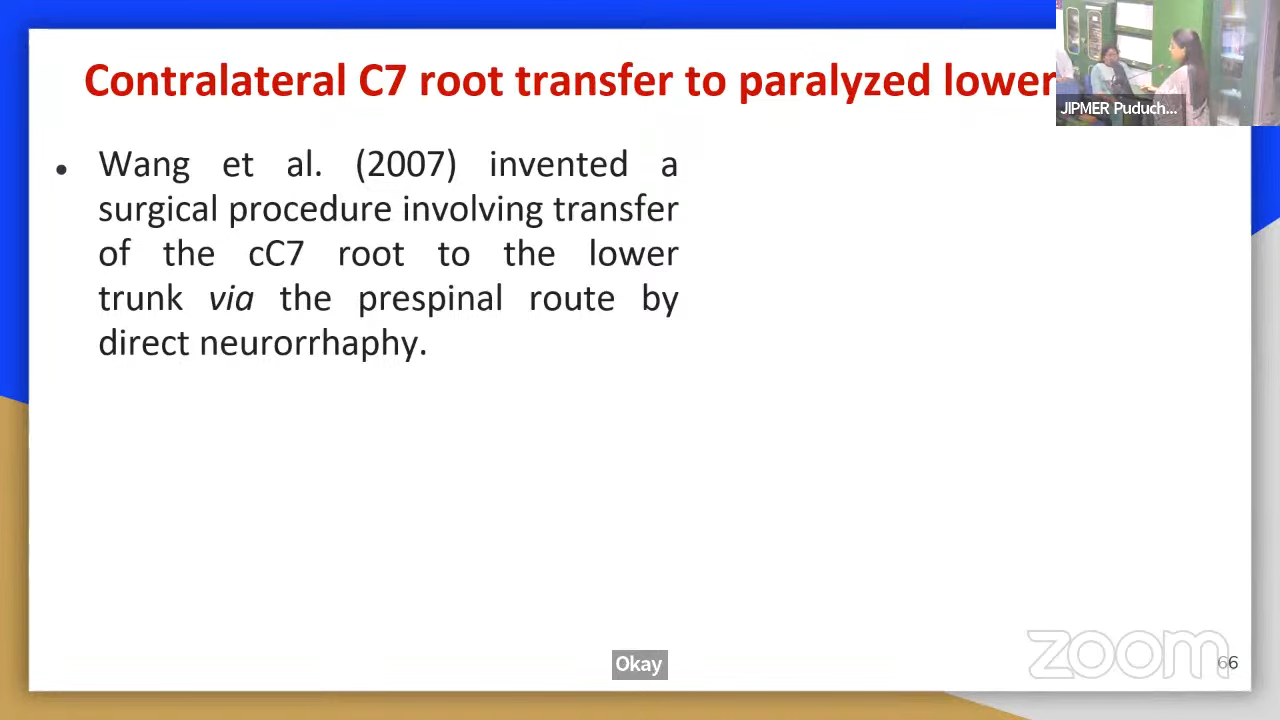 Contralateral C7 root transfer to paralyzed lower
JIPMER Puduch...
• Wang et al. (2007) invented a
surgical procedure involving transfer
of the cC7 root to the lower
trunk via the prespinal route by
direct neurorrhaphy.
Okay
zoom
66